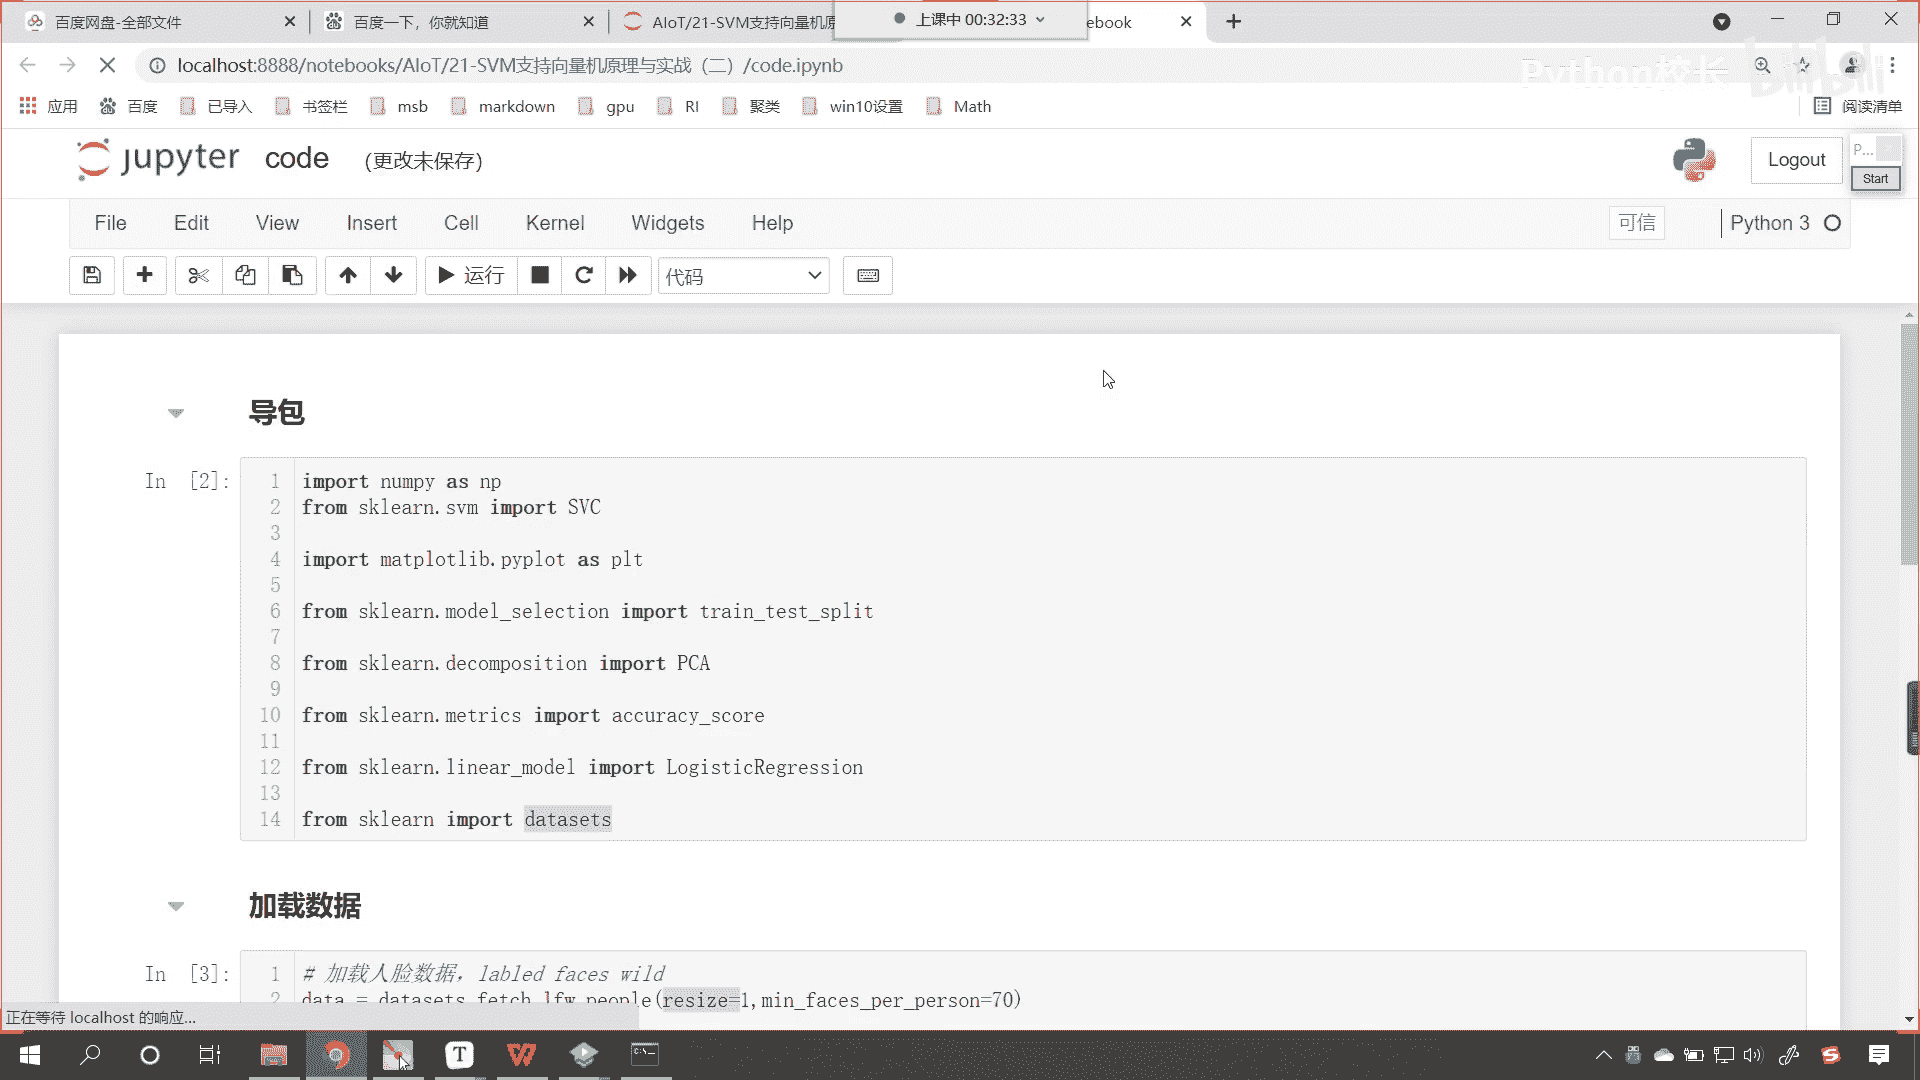 百度网盘-全部文件
百度一下，你就知道
AIoT/21-SVM支持向量机原
上课中 00:32:33
ebook
localhost:8888/notebooks/AIoT/21-SVM支持向量机原理与实战（二）/code.ipynb
Python校长
bilibili
应用
百度
已导入
书签栏
msb
markdown
gpu
RI
聚类
win10设置
Math
阅读清单
jupyter
code
(更改未保存)
Logout
P...
Start
File
Edit
View
Insert
Cell
Kernel
Widgets
Help
可信
Python 3
运行
代码
导包
In [2]:
1 import numpy as np
2 from sklearn.svm import SVC
3
4 import matplotlib.pyplot as plt
5
6 from sklearn.model_selection import train_test_split
7
8 from sklearn.decomposition import PCA
9
10 from sklearn.metrics import accuracy_score
11
12 from sklearn.linear_model import LogisticRegression
13
14 from sklearn import datasets
加载数据
In [3]:
1 # 加载人脸数据，labled faces wild
2 data = datasets.fetch_lfw_people(resize=1,min_faces_per_person=70)
正在等待 localhost 的响应...